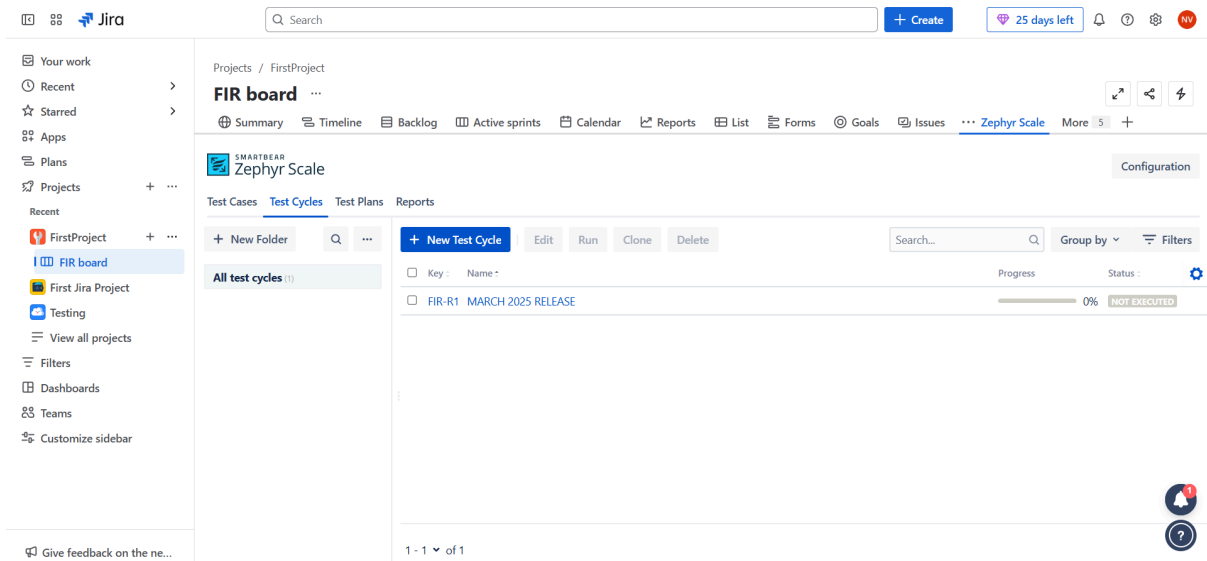 Jira
Search
+ Create
25 days left
NV
Your work
Recent
Starred
Apps
Plans
Projects
Recent
FirstProject
FIR board
First Jira Project
Testing
View all projects
Filters
Dashboards
Teams
Customize sidebar
Give feedback on the ne...
Projects / FirstProject
FIR board ...
Summary Timeline Backlog Active sprints Calendar Reports List Forms Goals Issues ... Zephyr Scale More 5 +
SMARTBEAR
Zephyr Scale
Configuration
Test Cases Test Cycles Test Plans Reports
+ New Folder ...
All test cycles (1)
+ New Test Cycle Edit Run Clone Delete Search... Group by Filters
Key Name Progress Status
FIR-R1 MARCH 2025 RELEASE 0% NOT EXECUTED
1
?
1 - 1 of 1